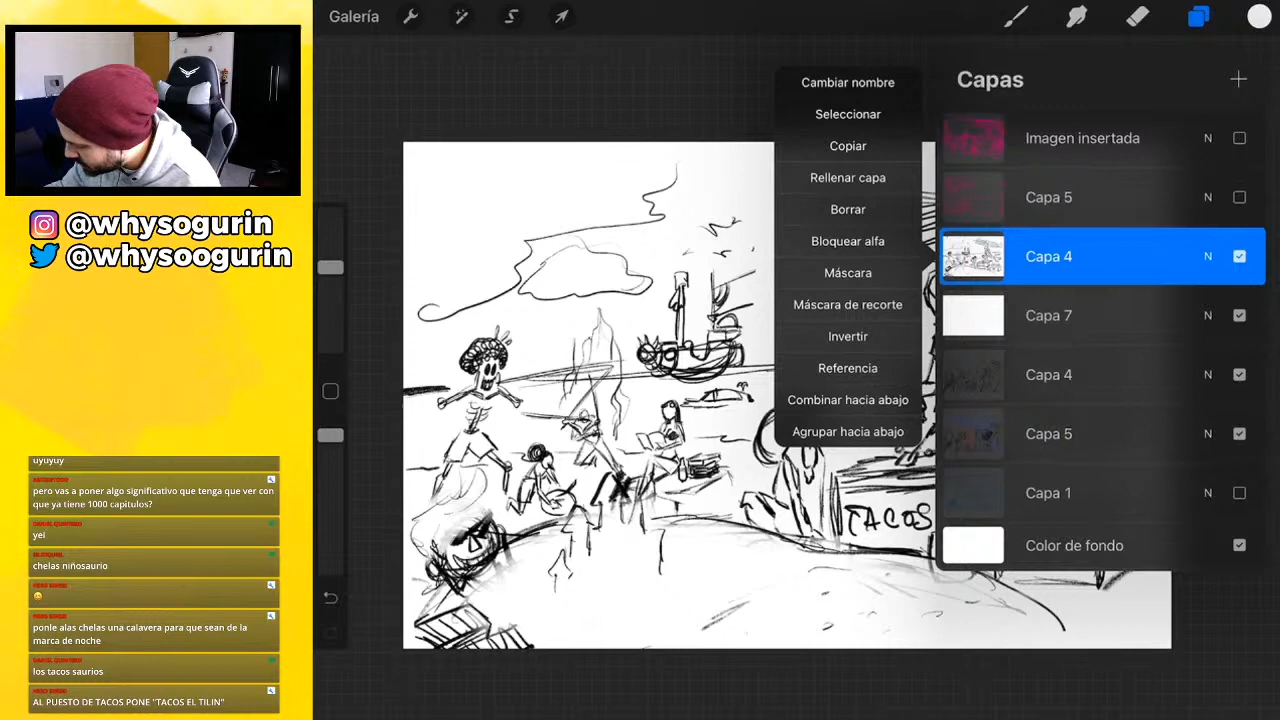 Galería
@whysogurin
@whysoogurin
uyuyuy
pero vas a poner algo significativo que tenga que ver con
que ya tiene 1000 capitulos?
yei
chelas niñosaurio
ponle alas chelas una calavera para que sean de la
marca de noche
los tacos saurios
AL PUESTO DE TACOS PONE "TACOS EL TILIN"
TACOS
Cambiar nombre
Seleccionar
Copiar
Rellenar capa
Borrar
Bloquear alfa
Máscara
Máscara de recorte
Invertir
Referencia
Combinar hacia abajo
Agrupar hacia abajo
Capas
Imagen insertada N
Capa 5 N
Capa 4 N
Capa 7 N
Capa 4 N
Capa 5 N
Capa 1 N
Color de fondo